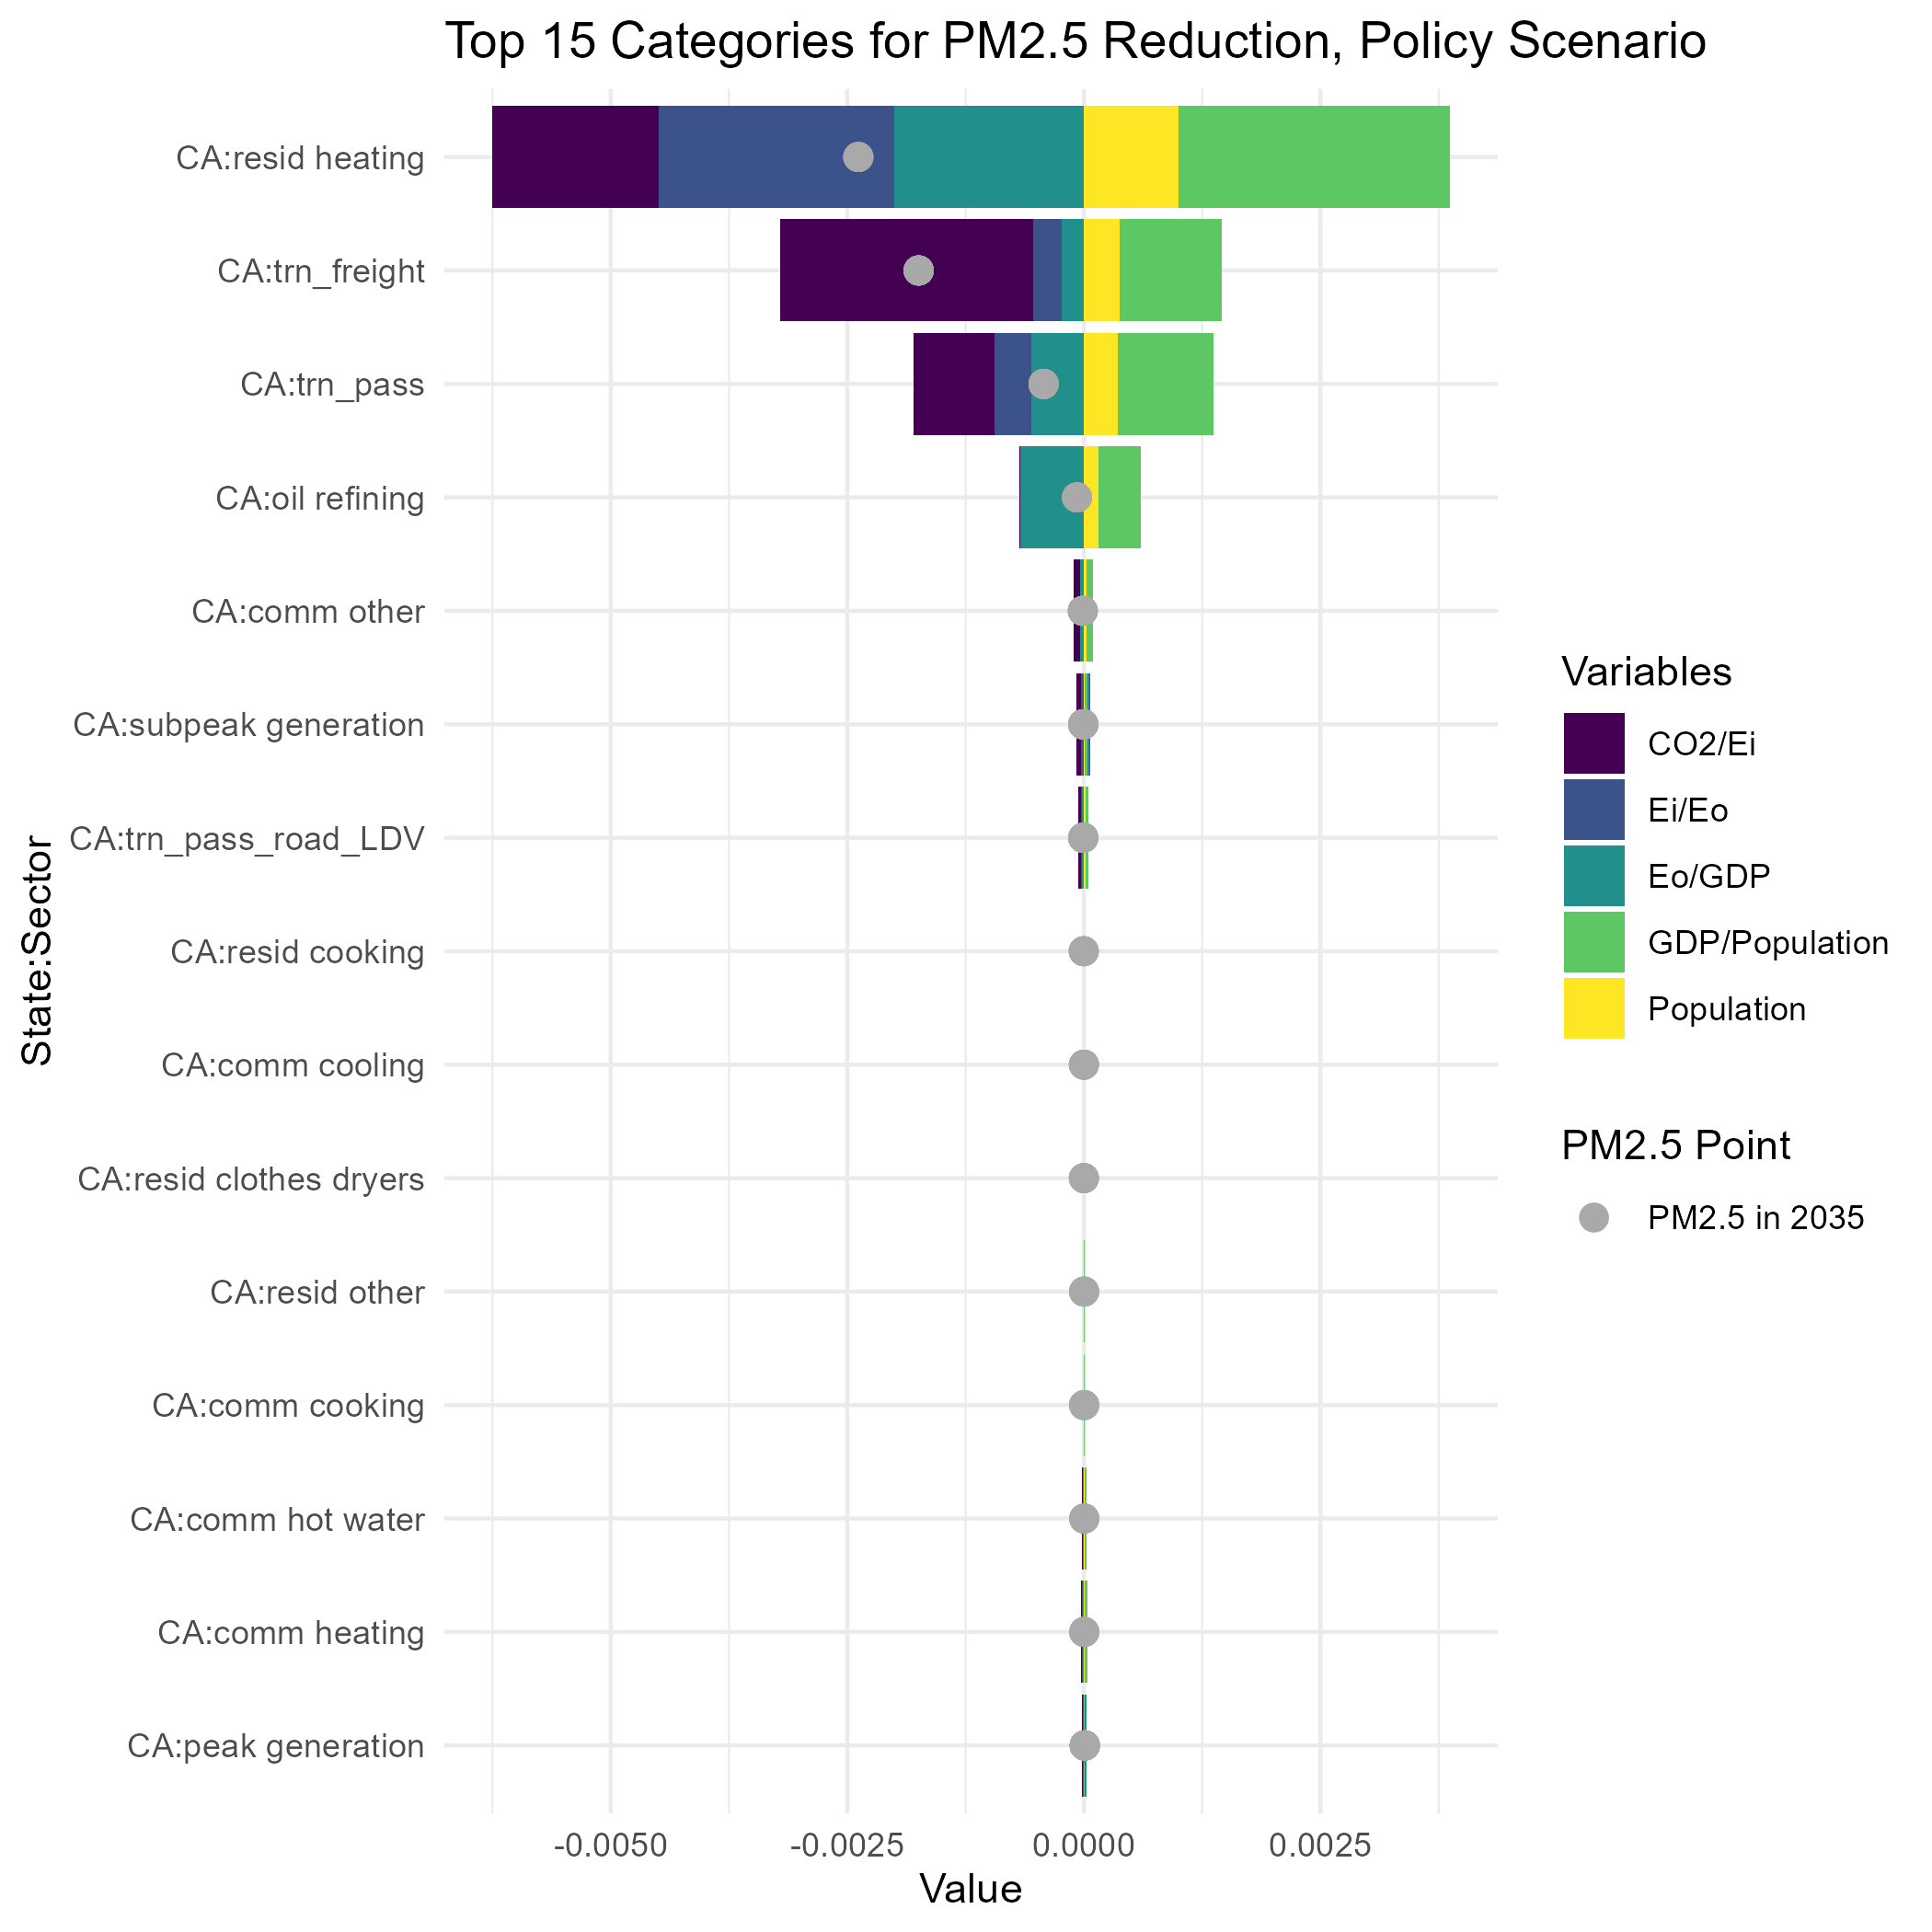 Top 15 Categories for PM2.5 Reduction, Policy Scenario
State:Sector
CA:resid heating
CA:trn_freight
CA:trn_pass
CA:oil refining
CA:comm other
CA:subpeak generation
CA:trn_pass_road_LDV
CA:resid cooking
CA:comm cooling
CA:resid clothes dryers
CA:resid other
CA:comm cooking
CA:comm hot water
CA:comm heating
CA:peak generation
-0.0050 -0.0025 0.0000 0.0025
Value
Variables
CO2/Ei
Ei/Eo
Eo/GDP
GDP/Population
Population
PM2.5 Point
PM2.5 in 2035